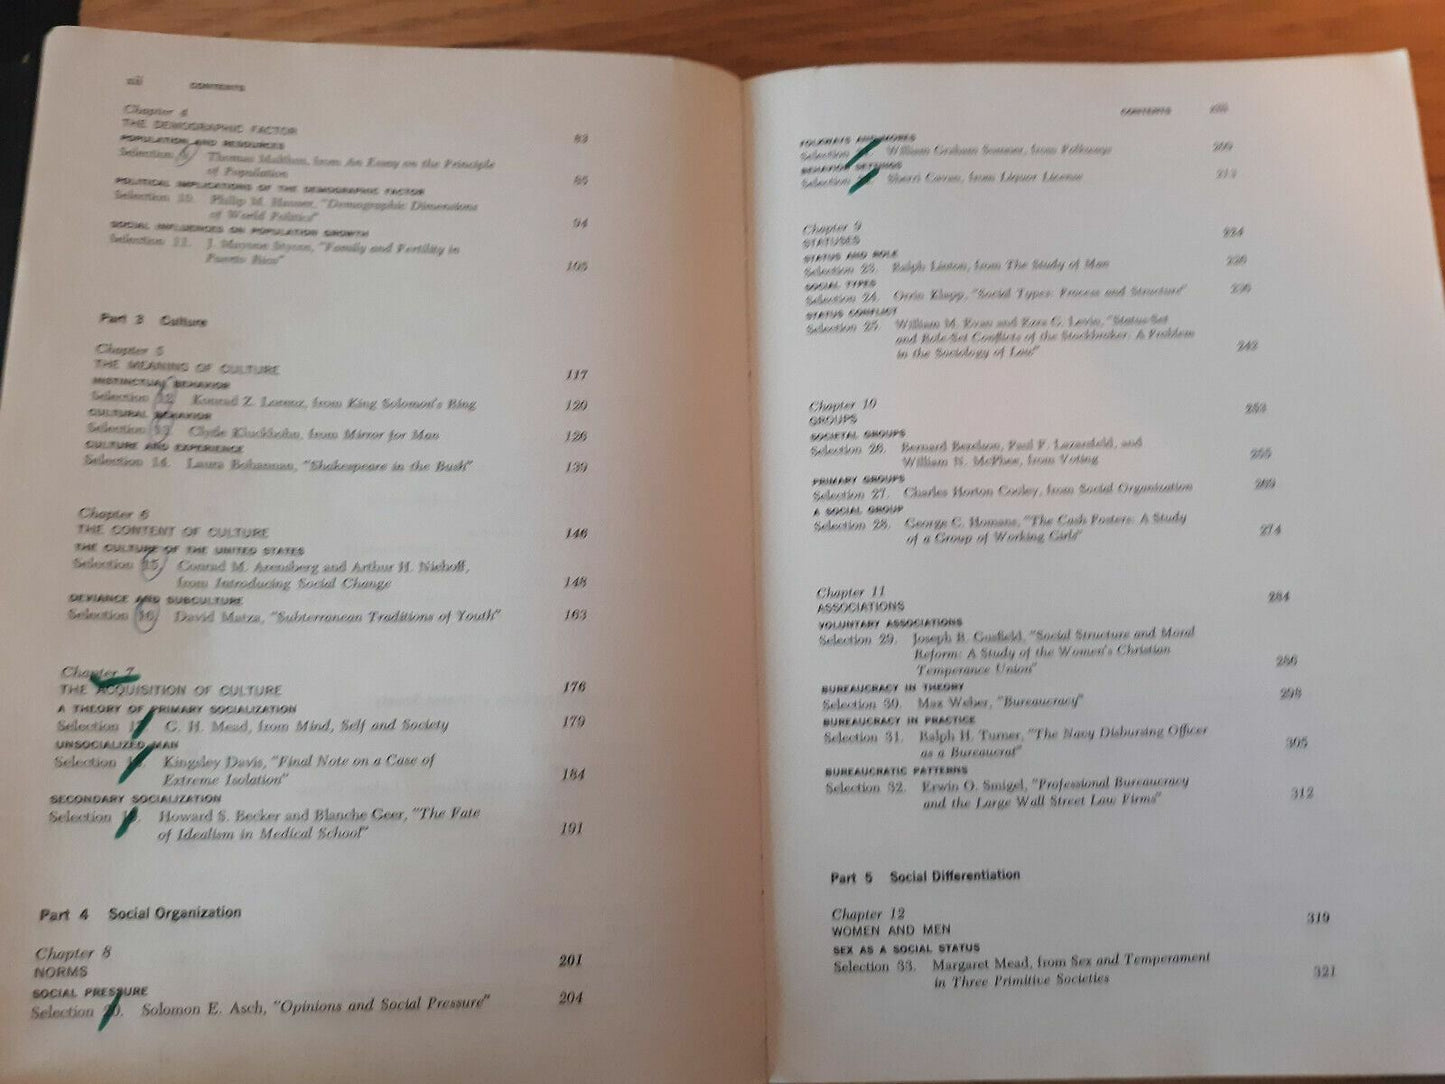 xii CONTENTS
Chapter 4
THE DEMOGRAPHIC FACTOR 83
POPULATION AND RESOURCES
Selection 9. Thomas Malthus, from An Essay on the Principle
of Population 85
POLITICAL IMPLICATIONS OF THE DEMOGRAPHIC FACTOR
Selection 10. Philip M. Hauser, "Demographic Dimensions
of World Politics" 94
SOCIAL INFLUENCES ON POPULATION GROWTH
Selection 11. J. Mayone Stycos, "Family and Fertility in
Puerto Rico" 105
Part 3 Culture
Chapter 5
THE MEANING OF CULTURE 117
INSTINCTUAL BEHAVIOR
Selection 12. Konrad Z. Lorenz, from King Solomon's Ring 120
CULTURAL BEHAVIOR
Selection 13. Clyde Kluckhohn, from Mirror for Man 126
CULTURE AND EXPERIENCE
Selection 14. Laura Bohannan, "Shakespeare in the Bush" 139
Chapter 6
THE CONTENT OF CULTURE 146
THE CULTURE OF THE UNITED STATES
Selection 15. Conrad M. Arensberg and Arthur H. Niehoff,
from Introducing Social Change 148
DEVIANCE AND SUBCULTURE
Selection 16. David Matza, "Subterranean Traditions of Youth" 163
Chapter 7
THE ACQUISITION OF CULTURE 176
A THEORY OF PRIMARY SOCIALIZATION
Selection 17. G. H. Mead, from Mind, Self and Society 179
UNSOCIALIZED MAN
Selection 18. Kingsley Davis, "Final Note on a Case of
Extreme Isolation" 184
SECONDARY SOCIALIZATION
Selection 19. Howard S. Becker and Blanche Geer, "The Fate
of Idealism in Medical School" 191
Part 4 Social Organization
Chapter 8
NORMS 201
SOCIAL PRESSURE
Selection 20. Solomon E. Asch, "Opinions and Social Pressure" 204
CONTENTS xiii
FOLKWAYS AND MORES
Selection William Graham Sumner, from Folkways 209
BEHAVIOR SETTINGS
Selection Sherri Cavan, from Liquor License
Chapter 9 224
STATUSES
STATUS AND ROLE 226
Selection 23. Ralph Linton, from The Study of Man
SOCIAL TYPES
Selection 24. Orrin Klapp, "Social Types: Process and Structure"
STATUS CONFLICT
Selection 25. William M. Evan and Ezra G. Levin, "Status-Set
and Role-Set Conflicts of the Stockbroker: A Problem
in the Sociology of Law" 242
Chapter 10 253
GROUPS
SOCIETAL GROUPS
Selection 26. Bernard Berelson, Paul F. Lazarsfeld, and
William N. McPhee, from Voting 255
PRIMARY GROUPS
Selection 27. Charles Horton Cooley, from Social Organization 269
A SOCIAL GROUP
Selection 28. George C. Homans, "The Cash Posters: A Study
of a Group of Working Girls" 274
Chapter 11 284
ASSOCIATIONS
VOLUNTARY ASSOCIATIONS
Selection 29. Joseph R. Gusfield, "Social Structure and Moral
Reform: A Study of the Women's Christian
Temperance Union" 286
BUREAUCRACY IN THEORY
Selection 30. Max Weber, "Bureaucracy" 298
BUREAUCRACY IN PRACTICE
Selection 31. Ralph H. Turner, "The Navy Disbursing Officer
as a Bureaucrat" 305
BUREAUCRATIC PATTERNS
Selection 32. Erwin O. Smigel, "Professional Bureaucracy
and the Large Wall Street Law Firms" 312
Part 5 Social Differentiation
Chapter 12 319
WOMEN AND MEN
SEX AS A SOCIAL STATUS
Selection 33. Margaret Mead, from Sex and Temperament
in Three Primitive Societies 321